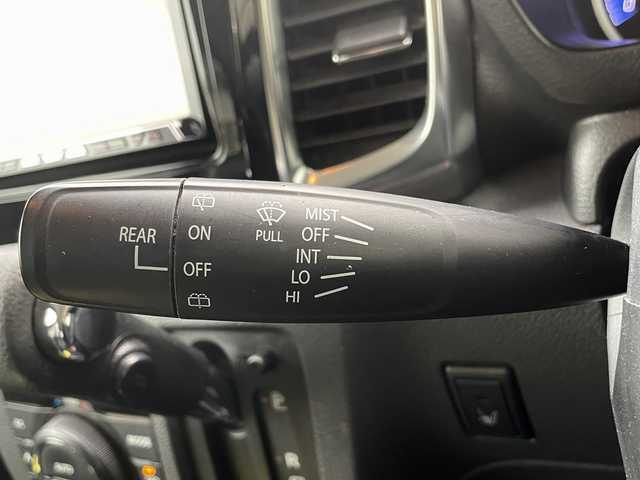 REAR
ON
OFF
PULL
MIST
OFF
INT
LO
HI
R